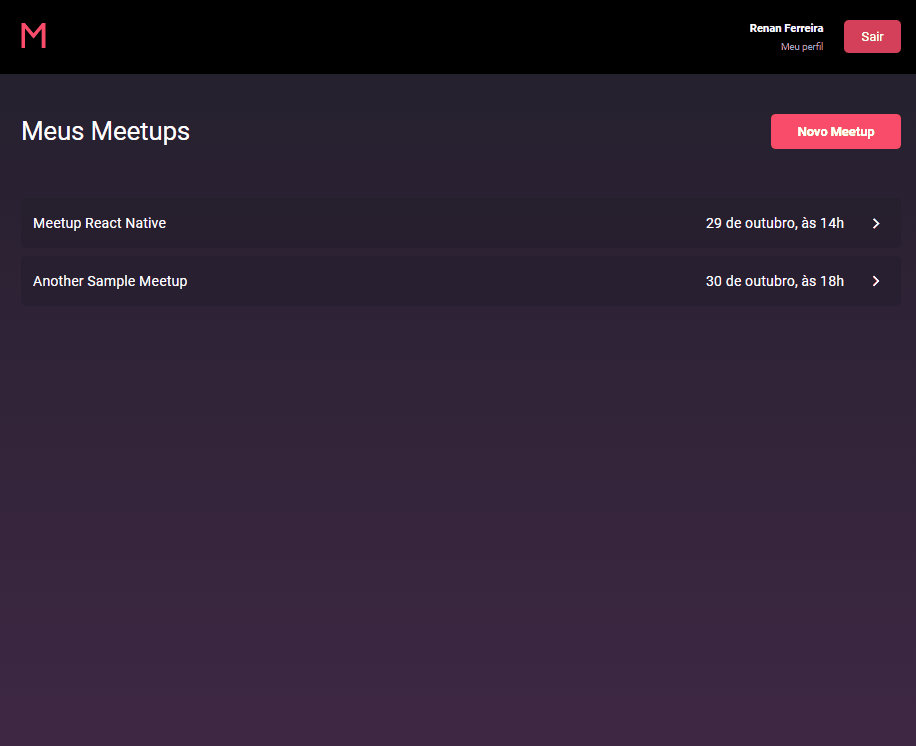 M
Renan Ferreira
Meu perfil
Sair
Meus Meetups
Novo Meetup
Meetup React Native
29 de outubro, às 14h
Another Sample Meetup
30 de outubro, às 18h